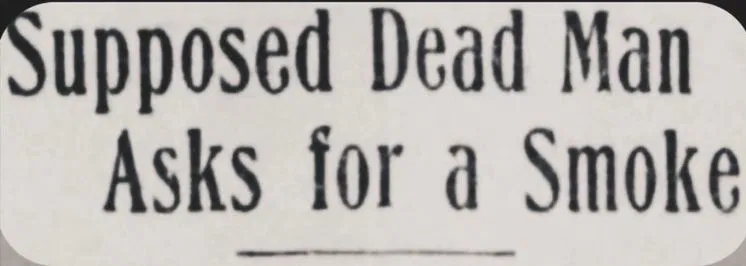 Supposed Dead Man
Asks for a Smoke